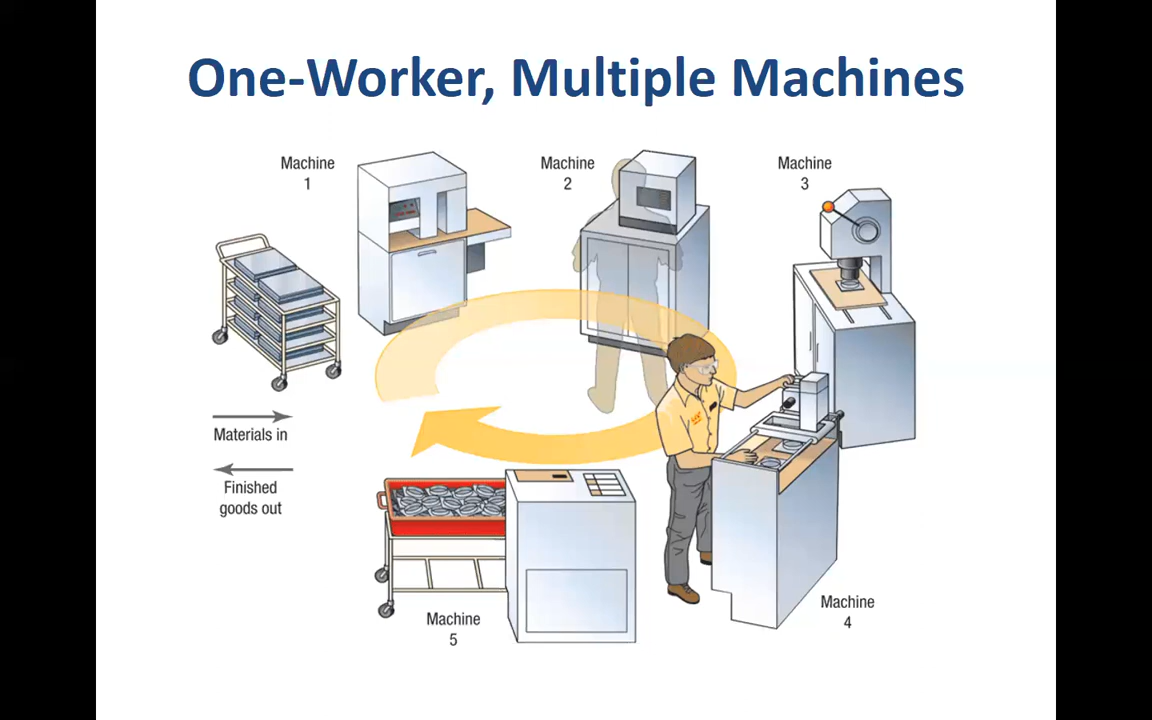 One-Worker, Multiple Machines
Machine
1
Machine
2
Machine
3
Materials in
Finished
goods out
Machine
5
Machine
4